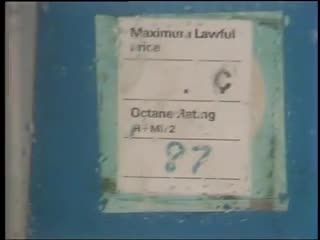 Maximum Lawful
Price
. ¢
Octane Rating
(R+M)/2
87